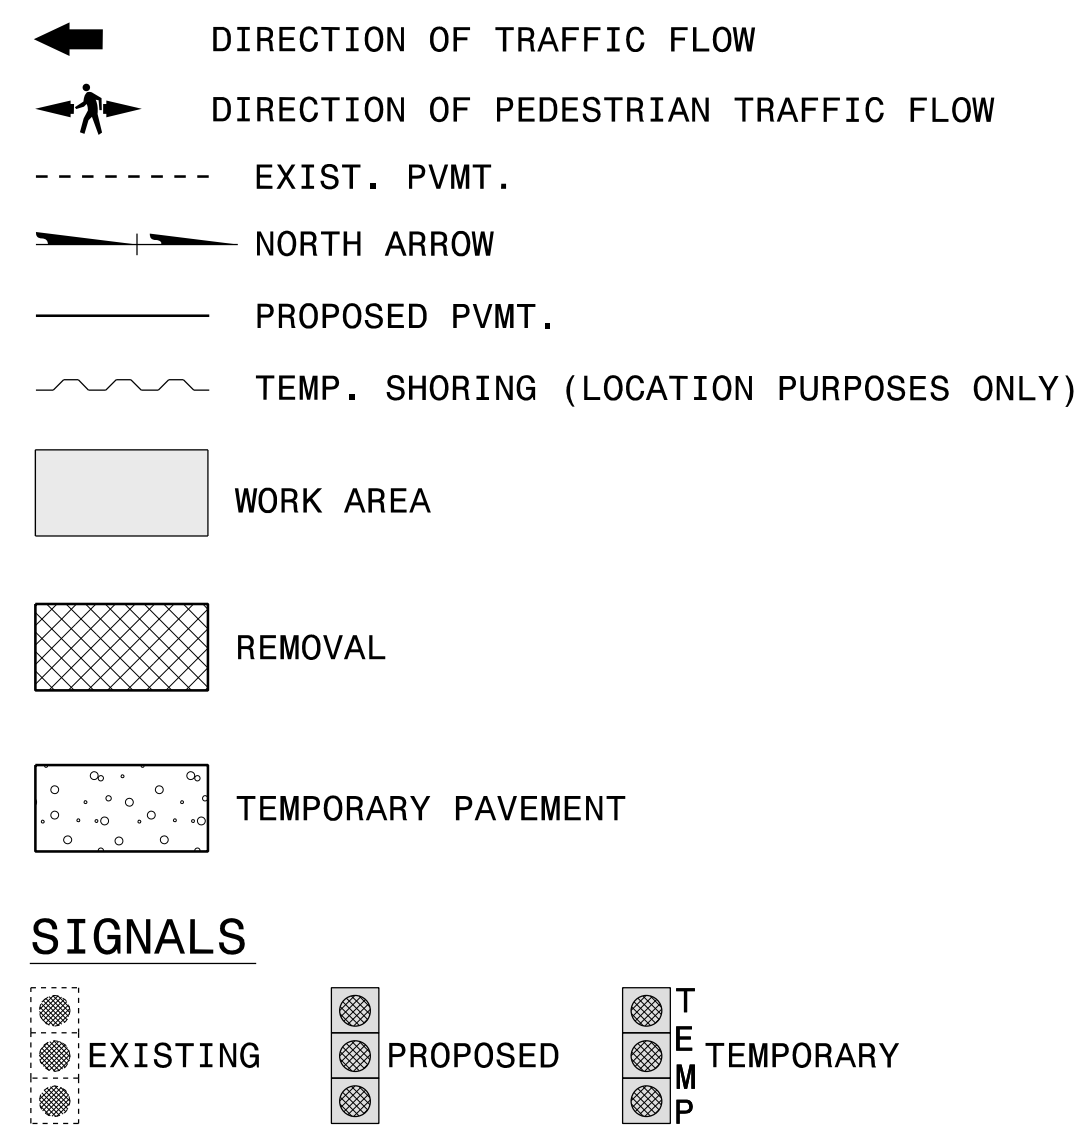 DIRECTION OF TRAFFIC FLOW
DIRECTION OF PEDESTRIAN TRAFFIC FLOW
EXIST. PVMT.
NORTH ARROW
PROPOSED PVMT.
TEMP. SHORING (LOCATION PURPOSES ONLY)
WORK AREA
REMOVAL
TEMPORARY PAVEMENT
SIGNALS
EXISTING
PROPOSED
TEMP
TEMPORARY